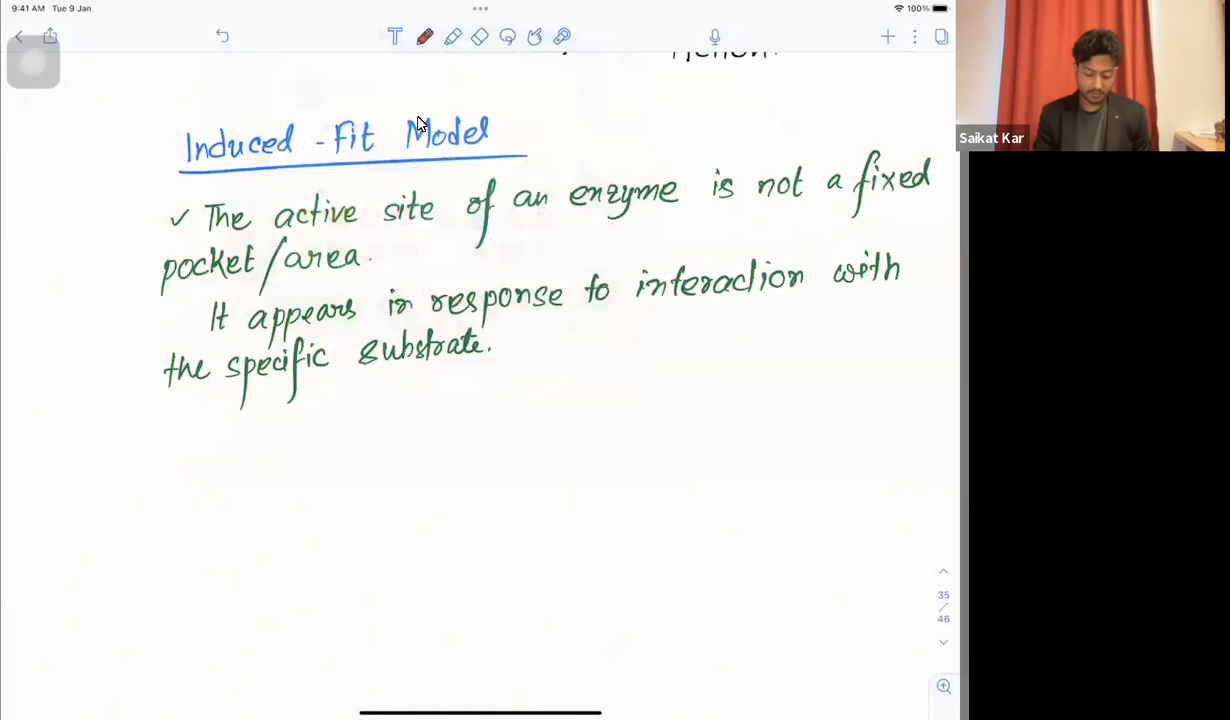 9:41 AM Tue 9 Jan
100%
Induced - Fit Model
✓ The active site of an enzyme is not a fixed
pocket/area.
It appears in response to interaction with
the specific substrate.
Saikat Kar
35
/
46